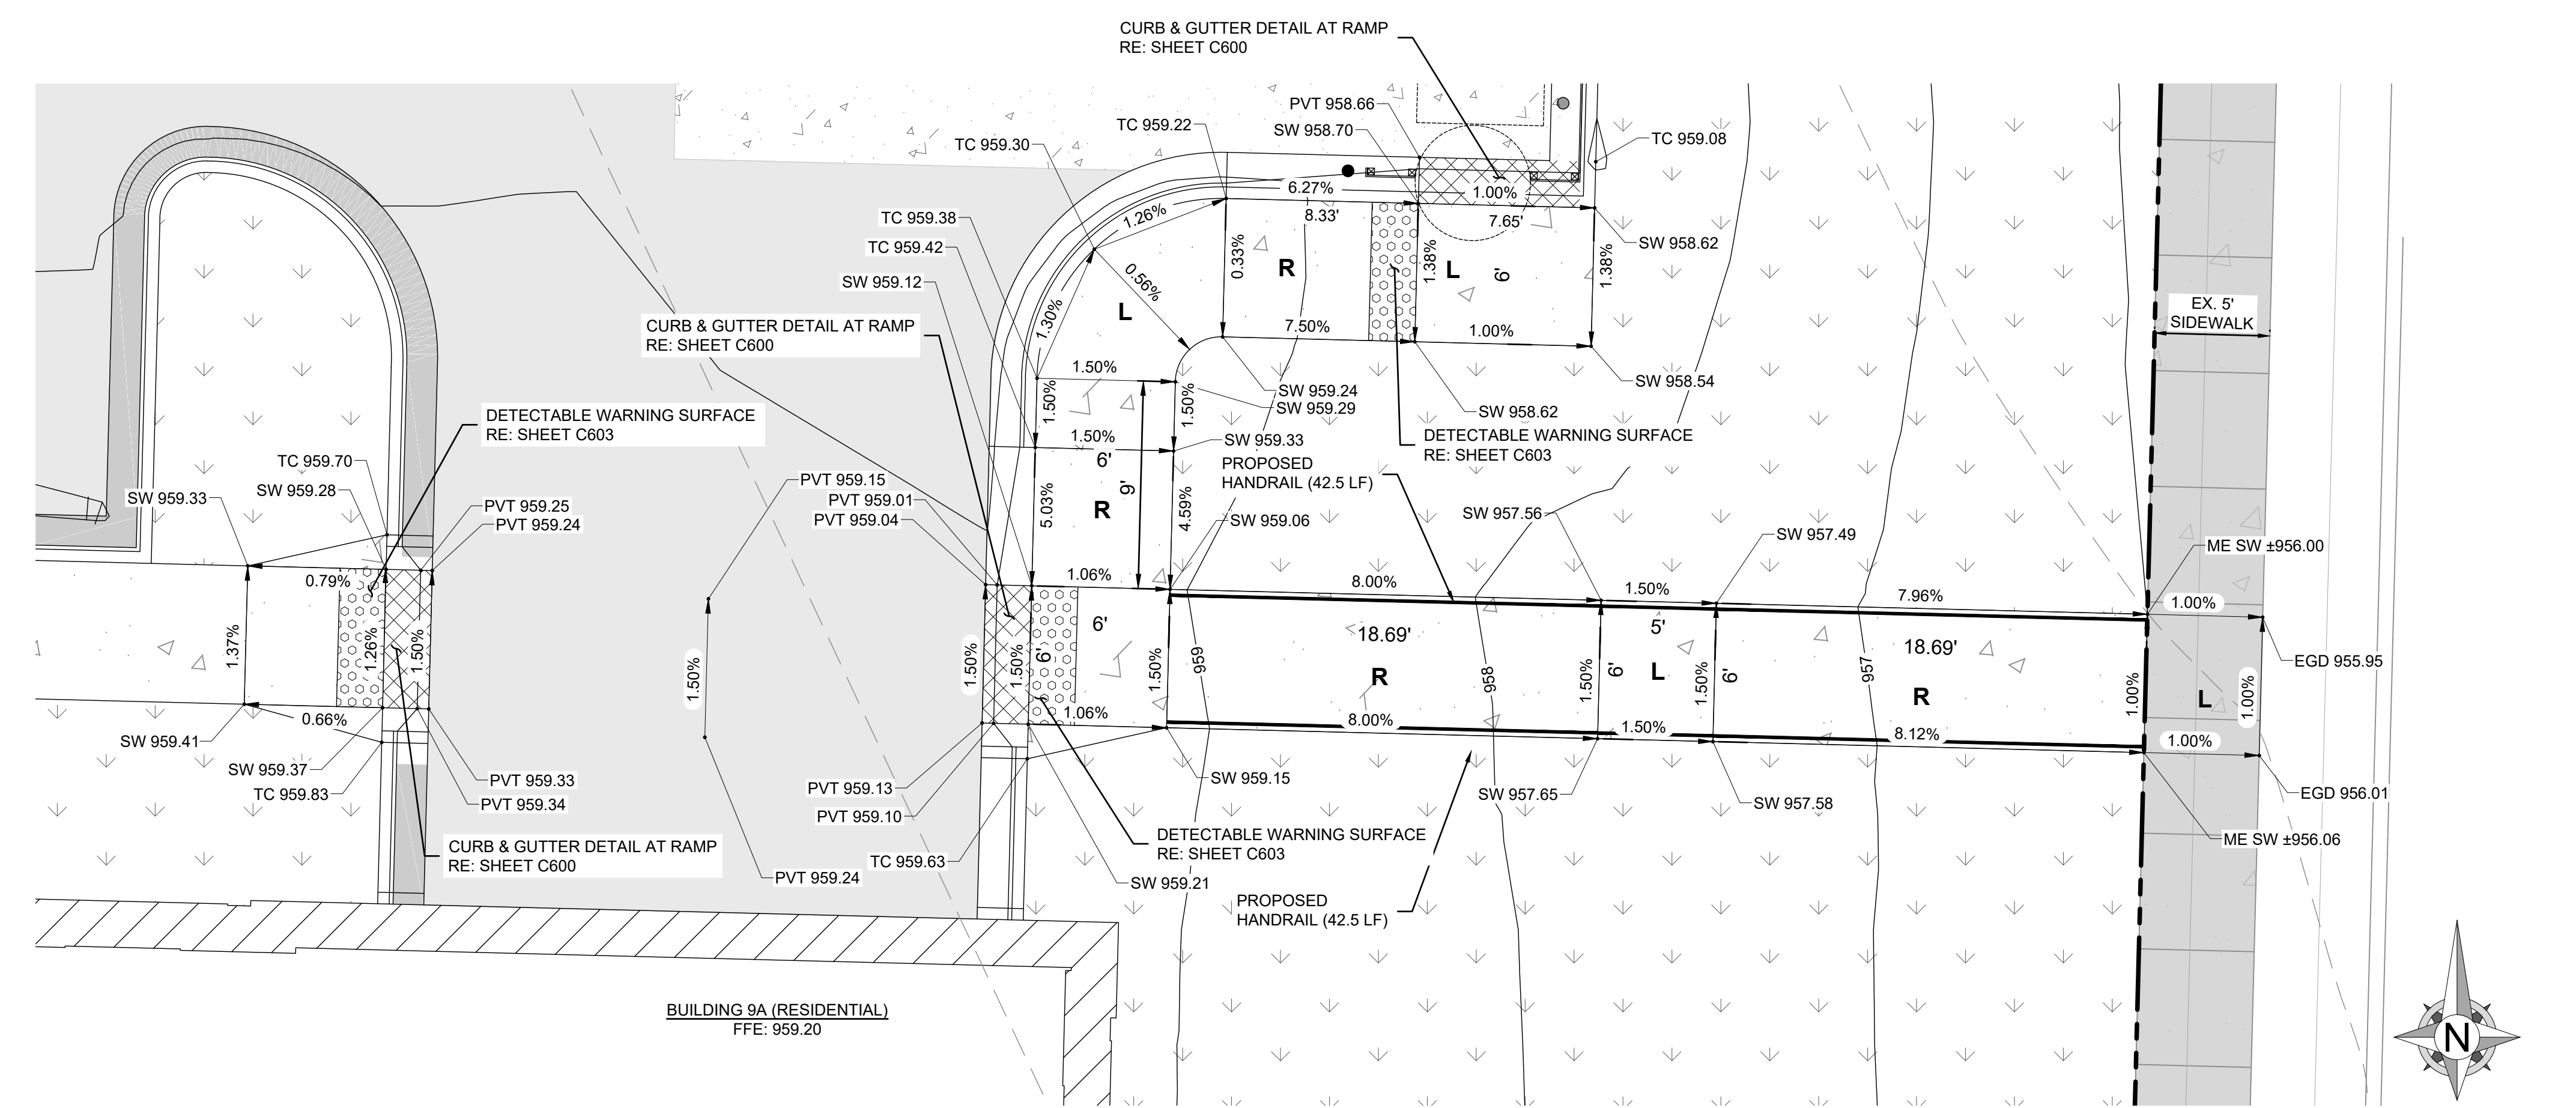 CURB & GUTTER DETAIL AT RAMP
RE: SHEET C600
PVT 958.66
SW 958.70
TC 959.22
TC 959.30
TC 959.08
6.27%
1.00%
8.33'
7.65'
1.26%
TC 959.38
TC 959.42
SW 959.12
0.33%
R
1.38%
L
6'
1.38%
SW 958.62
0.56%
L
1.30%
7.50%
1.00%
EX. 5'
SIDEWALK
CURB & GUTTER DETAIL AT RAMP
RE: SHEET C600
1.50%
1.50%
1.50%
SW 959.24
SW 959.29
SW 958.54
SW 958.62
DETECTABLE WARNING SURFACE
RE: SHEET C603
1.50%
6'
9'
SW 959.33
PROPOSED
HANDRAIL (42.5 LF)
DETECTABLE WARNING SURFACE
RE: SHEET C603
TC 959.70
SW 959.28
SW 959.33
PVT 959.25
PVT 959.24
PVT 959.15
PVT 959.01
PVT 959.04
5.03%
R
4.59%
SW 959.06
SW 957.56
SW 957.49
ME SW ±956.00
0.79%
1.06%
8.00%
1.50%
7.96%
1.00%
1.37%
1.26%
1.50%
1.50%
1.50%
1.50%
6'
6'
1.50%
959
18.69'
R
958
1.50%
5'
6'
L
1.50%
6'
957
18.69'
R
1.00%
L
1.00%
EGD 955.95
0.66%
1.06%
8.00%
1.50%
8.12%
1.00%
SW 959.41
SW 959.37
TC 959.83
PVT 959.33
PVT 959.34
PVT 959.13
PVT 959.10
SW 959.15
SW 957.65
SW 957.58
EGD 956.01
ME SW ±956.06
CURB & GUTTER DETAIL AT RAMP
RE: SHEET C600
PVT 959.24
TC 959.63
SW 959.21
DETECTABLE WARNING SURFACE
RE: SHEET C603
PROPOSED
HANDRAIL (42.5 LF)
BUILDING 9A (RESIDENTIAL)
FFE: 959.20
N